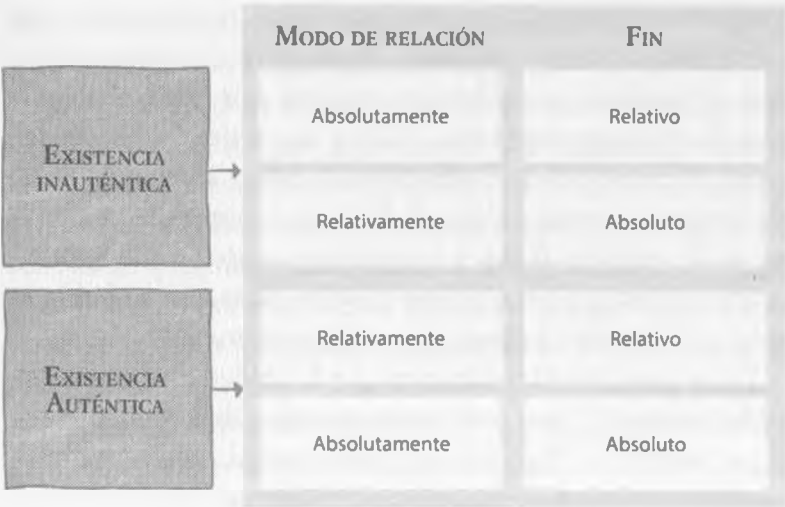 MODO DE RELACIÓN FIN
Absolutamente Relativo
EXISTENCIA
INAUTÉNTICA
Relativamente Absoluto
Relativamente Relativo
EXISTENCIA
AUTÉNTICA
Absolutamente Absoluto